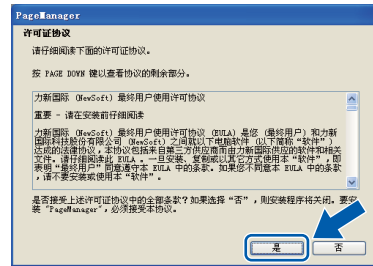 PageManager
许可证协议
请仔细阅读下面的许可证协议。
按 PAGE DOWN 键以查看协议的剩余部分。
力新国际 (NewSoft) 最终用户使用许可协议
重要 - 请在安装前仔细阅读
力新国际 (NewSoft) 最终用户使用许可协议 (EULA) 是您 (最终用户) 和力新
国际科技股份有限公司 (NewSoft) 之间就以下电脑软件 (以下简称“软件”)
达成的法律协议，本协议包括来自第三方供应商而由力新国际供应的软件和相关
文件。请仔细阅读此 EULA 。一旦安装、复制或以其它方式使用本“软件”，即
表明“最终用户”同意遵守本 EULA 中的条款。如果您不同意本 EULA 中的条款
，请不要安装或使用本“软件”。
是否接受上述许可证协议中的全部条款？如果选择“否”，则安装程序将关闭。要安
装 "PageManager"，必须接受本协议。
是
否